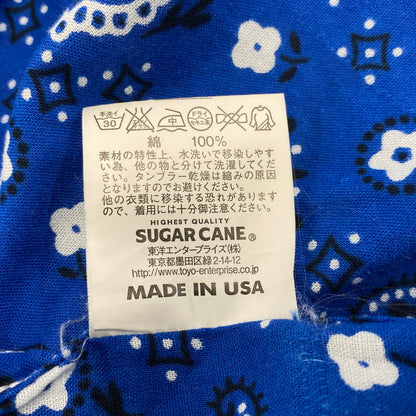 手洗イ
30
中
ドライ
セキユ系
綿 100%
素材の特性上、水洗いで移染しやす
い為、他の物と分けて洗濯してくださ
い。タンブラー乾燥は縮みの原因
となりますのでお避けください。
他の衣類に移染する恐れがあります
ので、着用には十分御注意ください。
HIGHEST QUALITY
SUGAR CANE®
東洋エンタープライズ(株)
東京都墨田区緑2-14-12
http://www.toyo-enterprise.co.jp
MADE IN USA